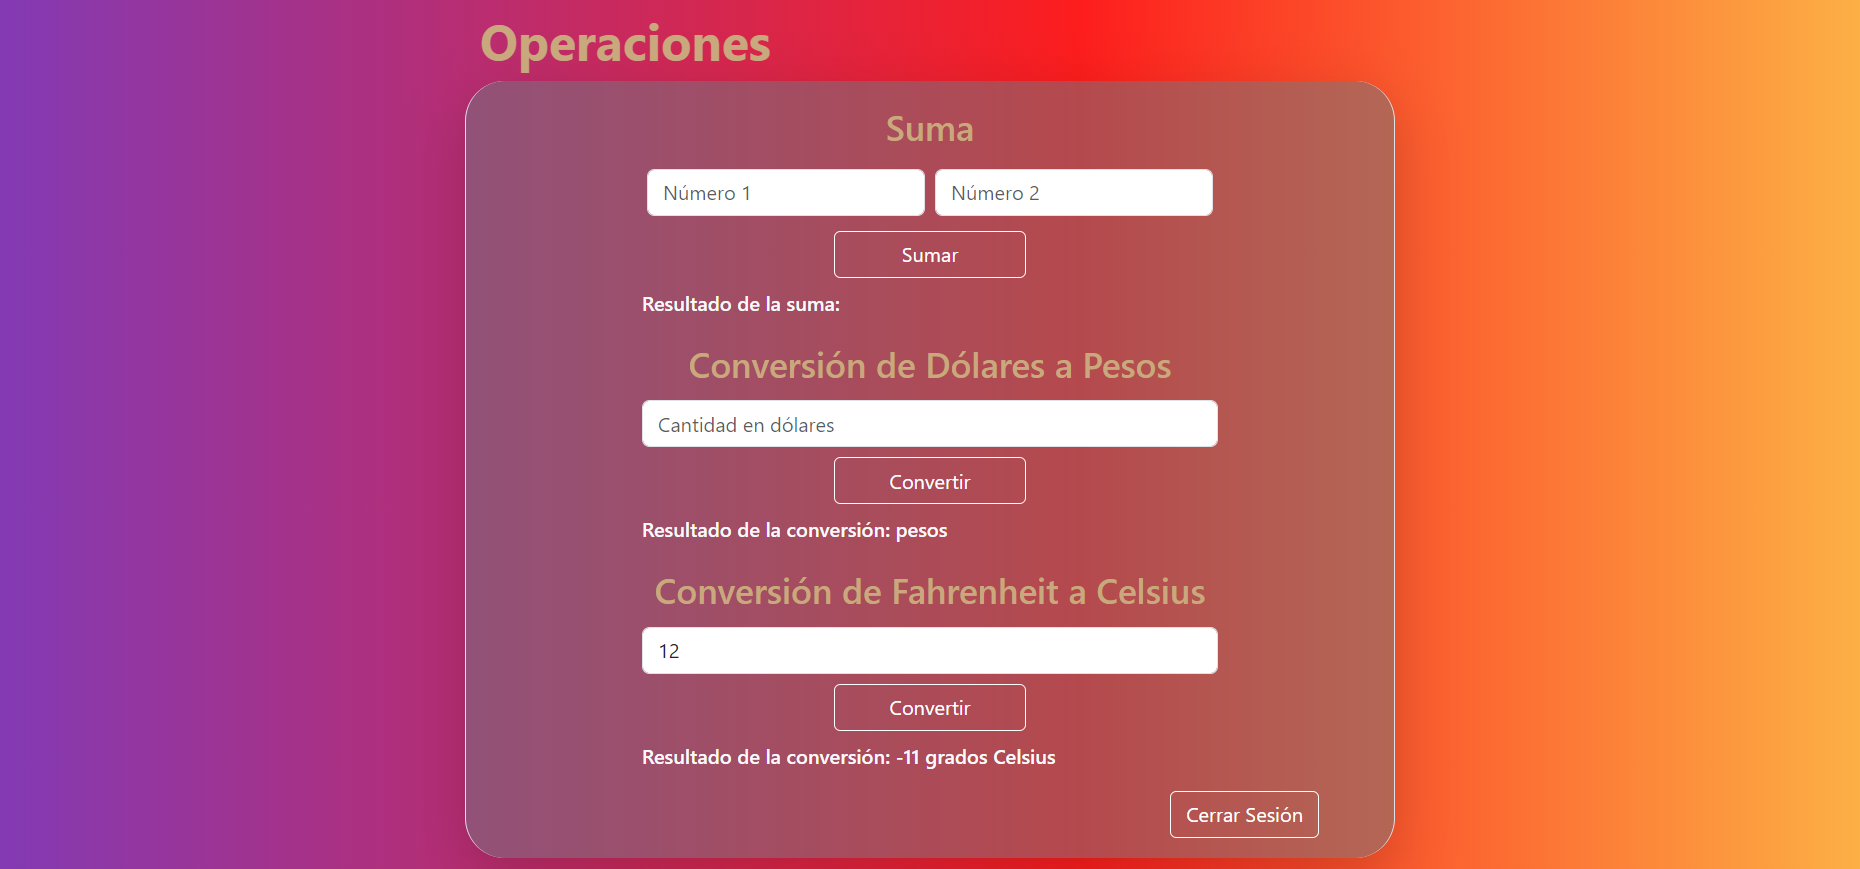 Operaciones
Suma
Número 1 Número 2
Sumar
Resultado de la suma:
Conversión de Dólares a Pesos
Cantidad en dólares
Convertir
Resultado de la conversión: pesos
Conversión de Fahrenheit a Celsius
12
Convertir
Resultado de la conversión: -11 grados Celsius
Cerrar Sesión